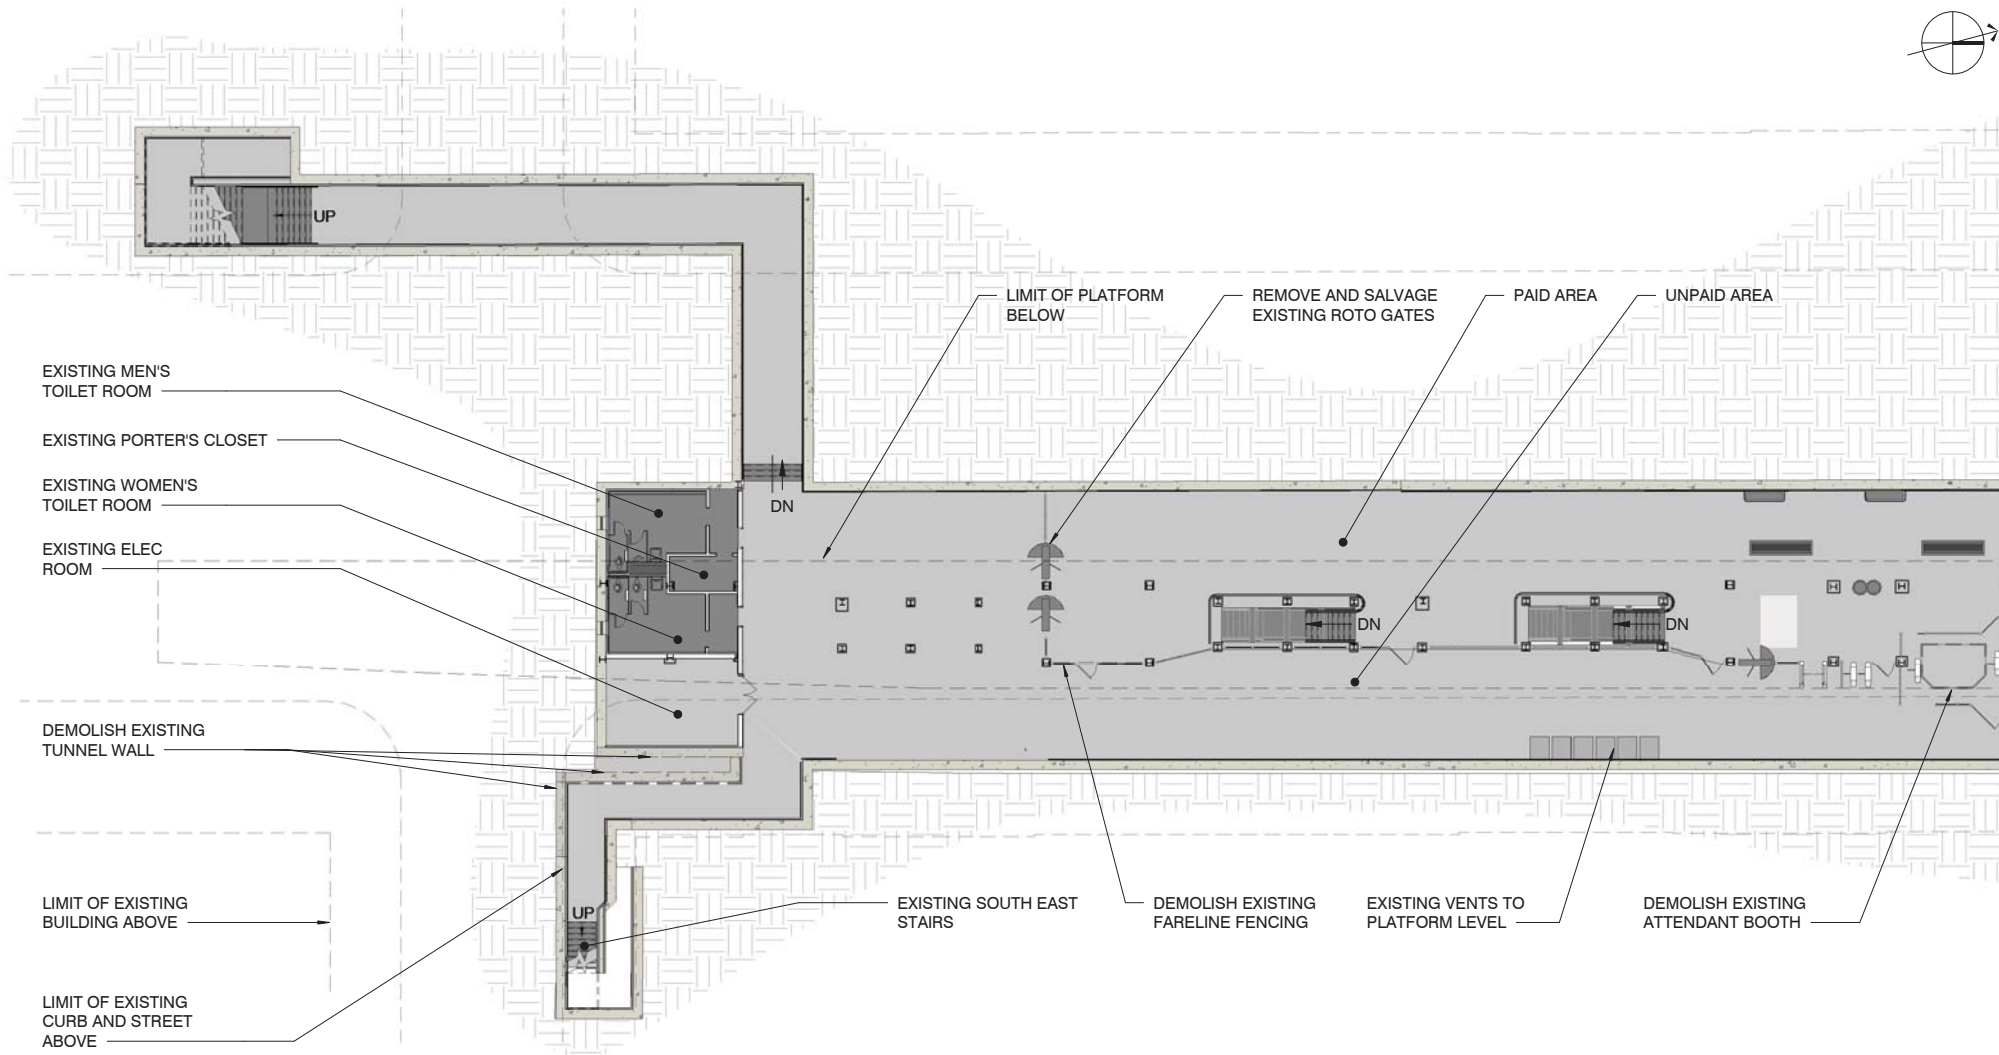 UP
LIMIT OF PLATFORM
BELOW
REMOVE AND SALVAGE
EXISTING ROTO GATES
PAID AREA
UNPAID AREA
EXISTING MEN'S
TOILET ROOM
EXISTING PORTER'S CLOSET
EXISTING WOMEN'S
TOILET ROOM
EXISTING ELEC
ROOM
DN
DN
DN
DEMOLISH EXISTING
TUNNEL WALL
LIMIT OF EXISTING
BUILDING ABOVE
LIMIT OF EXISTING
CURB AND STREET
ABOVE
UP
EXISTING SOUTH EAST
STAIRS
DEMOLISH EXISTING
FARELINE FENCING
EXISTING VENTS TO
PLATFORM LEVEL
DEMOLISH EXISTING
ATTENDANT BOOTH